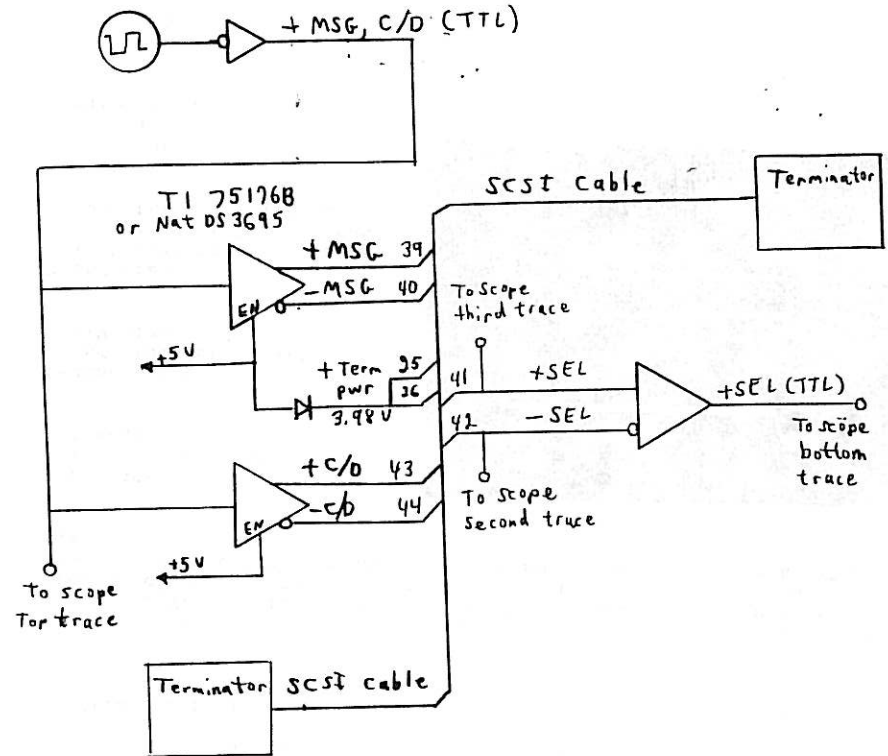 + MSG, C/D (TTL)
SCSI Cable
Terminator
TI 75176B
or Nat DS3695
+ MSG 39
- MSG 40
EN
To scope
third trace
+5V
+ Term
pwr
3.98 V
25
26
41
+SEL
42
- SEL
+SEL (TTL)
To scope
bottom
trace
+ C/D 43
- C/D 44
EN
To scope
second trace
+5V
To scope
Top trace
Terminator
SCSI Cable